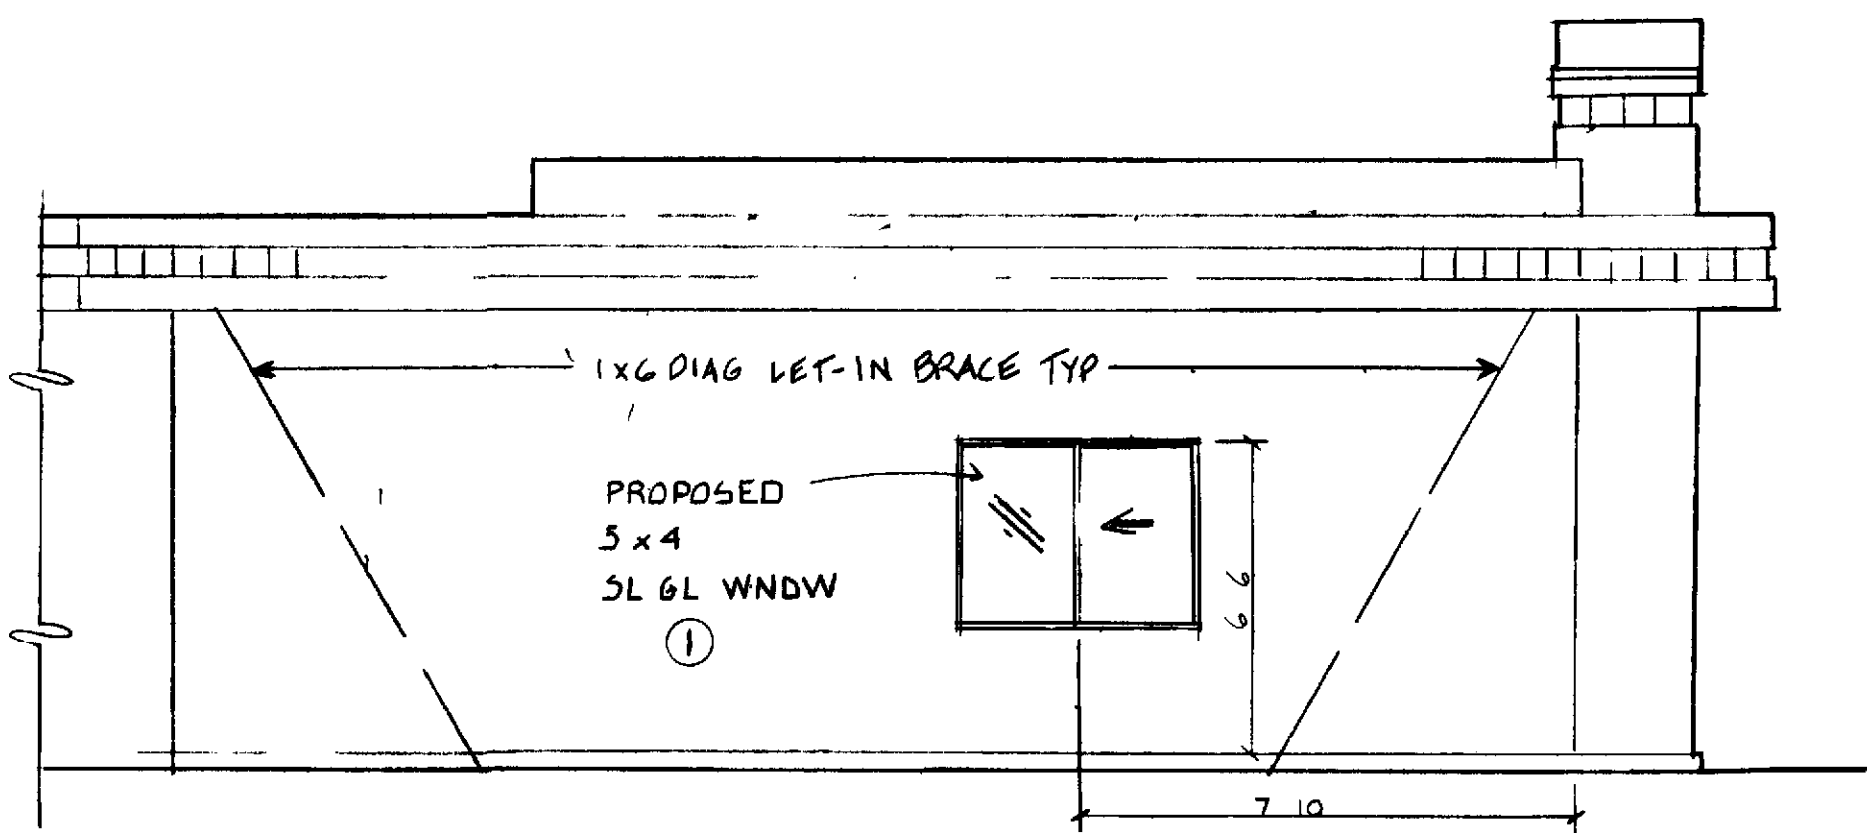 1x6 DIAG LET-IN BRACE TYP
PROPOSED
5 x 4
SL GL WNDW
1
6 6
7 10